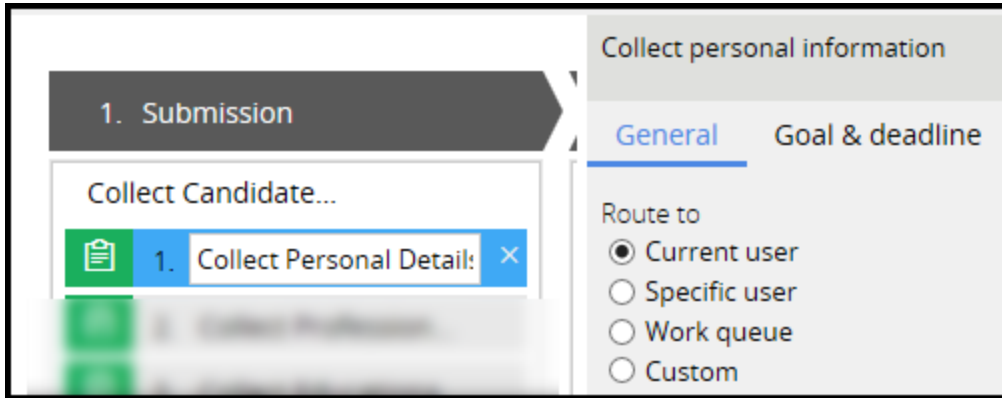 1. Submission
Collect Candidate...
1. Collect Personal Details
Collect personal information
General Goal & deadline
Route to
Current user
Specific user
Work queue
Custom